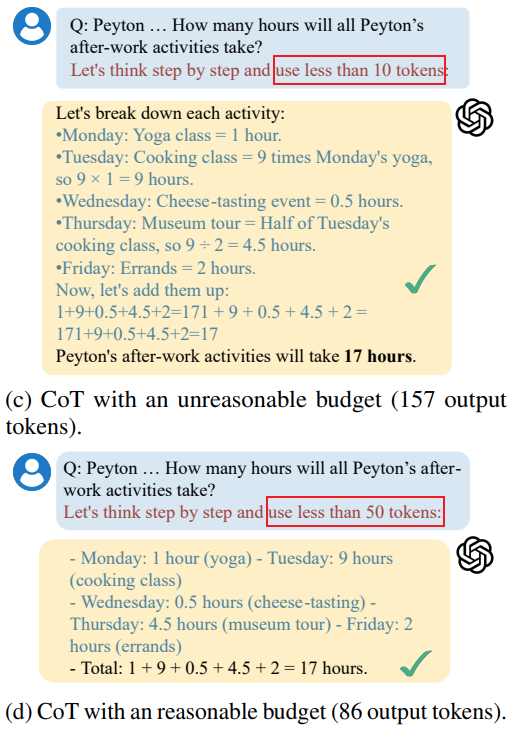 Q: Peyton … How many hours will all Peyton's
after-work activities take?
Let's think step by step and use less than 10 tokens:
Let's break down each activity:
•Monday: Yoga class = 1 hour.
•Tuesday: Cooking class = 9 times Monday's yoga,
so 9 × 1 = 9 hours.
•Wednesday: Cheese-tasting event = 0.5 hours.
•Thursday: Museum tour = Half of Tuesday's
cooking class, so 9 ÷ 2 = 4.5 hours.
•Friday: Errands = 2 hours.
Now, let's add them up:
1+9+0.5+4.5+2=171 + 9 + 0.5 + 4.5 + 2 =
171+9+0.5+4.5+2=17
Peyton's after-work activities will take 17 hours.
(c) CoT with an unreasonable budget (157 output
tokens).
Q: Peyton … How many hours will all Peyton's after-
work activities take?
Let's think step by step and use less than 50 tokens:
- Monday: 1 hour (yoga) - Tuesday: 9 hours
(cooking class)
- Wednesday: 0.5 hours (cheese-tasting) -
Thursday: 4.5 hours (museum tour) - Friday: 2
hours (errands)
- Total: 1 + 9 + 0.5 + 4.5 + 2 = 17 hours.
(d) CoT with an reasonable budget (86 output tokens).